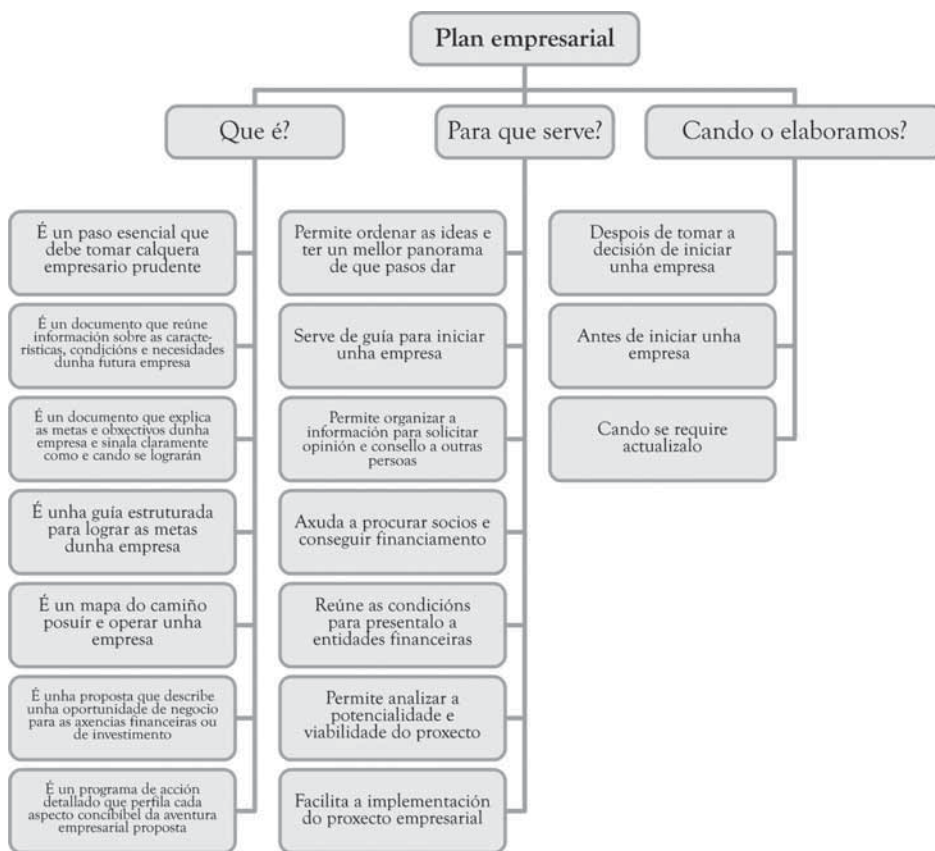 Plan empresarial
Que é?
Para que serve?
Cando o elaboramos?
É un paso esencial que
debe tomar calquera
empresario prudente
É un documento que reúne
información sobre as caracte-
rísticas, condicións e necesidades
dunha futura empresa
É un documento que explica
as metas e obxectivos dunha
empresa e sinala claramente
como e cando se lograrán
É unha guía estruturada
para lograr as metas
dunha empresa
É un mapa do camiño
posuír e operar unha
empresa
É unha proposta que describe
unha oportunidade de negocio
para as axencias financeiras ou
de investimento
É un programa de acción
detallado que perfila cada
aspecto concibíbel da aventura
empresarial proposta
Permite ordenar as ideas e
ter un mellor panorama
de que pasos dar
Serve de guía para iniciar
unha empresa
Permite organizar a
información para solicitar
opinión e consello a outras
persoas
Axuda a procurar socios e
conseguir financiamento
Reúne as condicións
para presentalo a
entidades financeiras
Permite analizar a
potencialidade e
viabilidade do proxecto
Facilita a implementación
do proxecto empresarial
Despois de tomar a
decisión de iniciar
unha empresa
Antes de iniciar unha
empresa
Cando se require
actualizalo